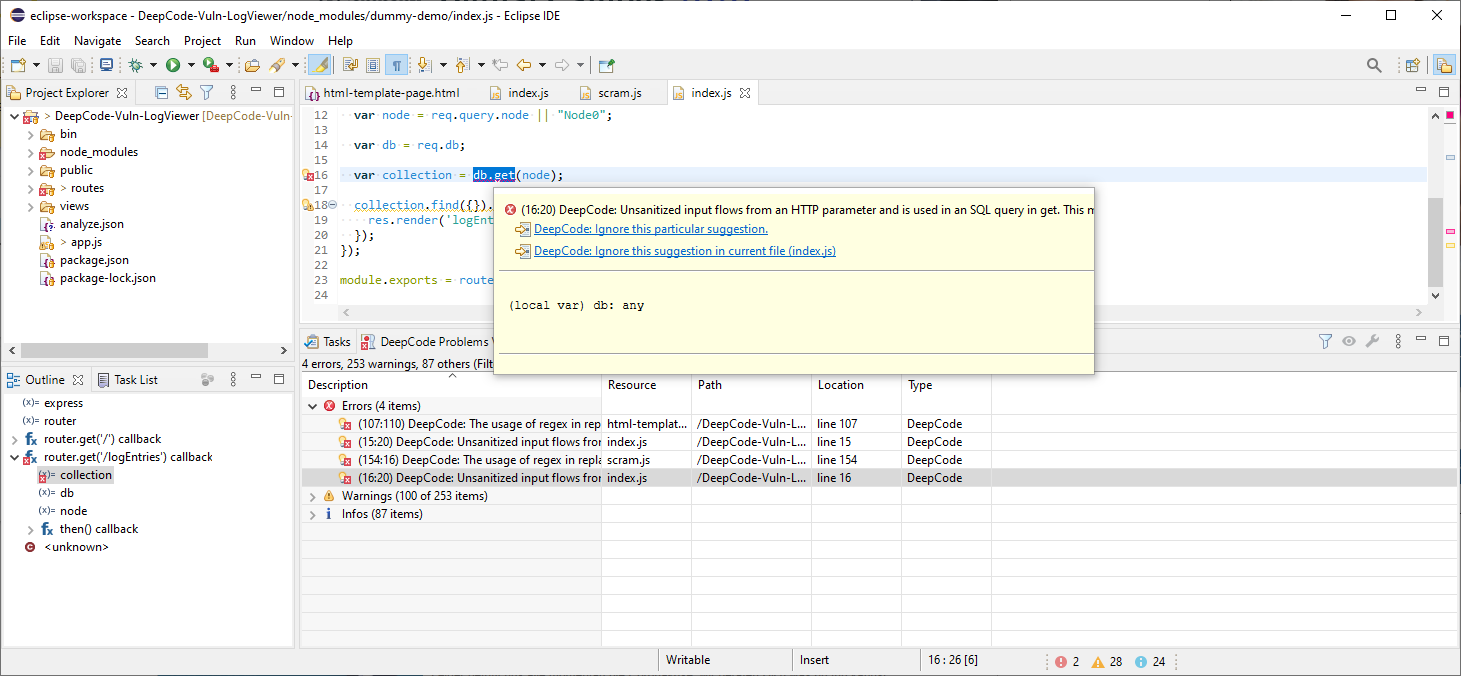 eclipse-workspace - DeepCode-Vuln-LogViewer/node_modules/dummy-demo/index.js - Eclipse IDE
File Edit Navigate Search Project Run Window Help
Project Explorer
> DeepCode-Vuln-LogViewer [DeepCode-Vuln-
bin
node_modules
public
> routes
views
analyze.json
> app.js
package.json
package-lock.json
html-template-page.html index.js scram.js index.js
12 var node = req.query.node || "Node0";
13
14 var db = req.db;
15
16 var collection = db.get(node);
17
18 collection.find({}).
19 res.render('logEnt
20 });
21 });
22
23 module.exports = route
24
(16:20) DeepCode: Unsanitized input flows from an HTTP parameter and is used in an SQL query in get. This m
DeepCode: Ignore this particular suggestion.
DeepCode: Ignore this suggestion in current file (index.js)
(local var) db: any
Outline Task List
(x)= express
(x)= router
fx router.get('/') callback
fx router.get('/logEntries') callback
(x)= collection
(x)= db
(x)= node
fx then() callback
C <unknown>
Tasks DeepCode Problems
4 errors, 253 warnings, 87 others (Filt
Description Resource Path Location Type
Errors (4 items)
(107:110) DeepCode: The usage of regex in rep html-templat... /DeepCode-Vuln-L... line 107 DeepCode
(15:20) DeepCode: Unsanitized input flows fror index.js /DeepCode-Vuln-L... line 15 DeepCode
(154:16) DeepCode: The usage of regex in repla scram.js /DeepCode-Vuln-L... line 154 DeepCode
(16:20) DeepCode: Unsanitized input flows fror index.js /DeepCode-Vuln-L... line 16 DeepCode
Warnings (100 of 253 items)
i Infos (87 items)
Writable Insert 16 : 26 [6] 2 28 24